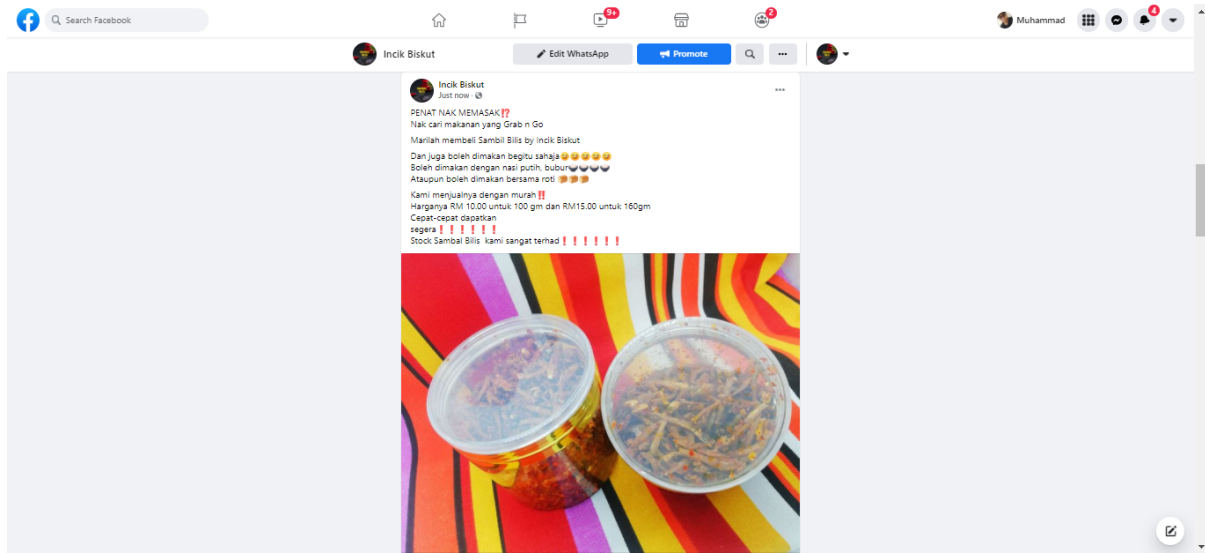 Search Facebook
9+
2
Muhammad
4
Incik Biskut
Edit WhatsApp
Promote
Incik Biskut
Just now ·
PENAT NAK MEMASAK⁉
Nak cari makanan yang Grab n Go
Marilah membeli Sambil Bilis by Incik Biskut
Dan juga boleh dimakan begitu sahaja😋😋😋😋😋
Boleh dimakan dengan nasi putih, bubur🍚🍚🍚🍚
Ataupun boleh dimakan bersama roti 🍞🍞🍞
Kami menjualnya dengan murah‼
Harganya RM 10.00 untuk 100 gm dan RM15.00 untuk 160gm
Cepat-cepat dapatkan
segera❗❗❗❗❗❗
Stock Sambal Bilis kami sangat terhad❗❗❗❗❗❗